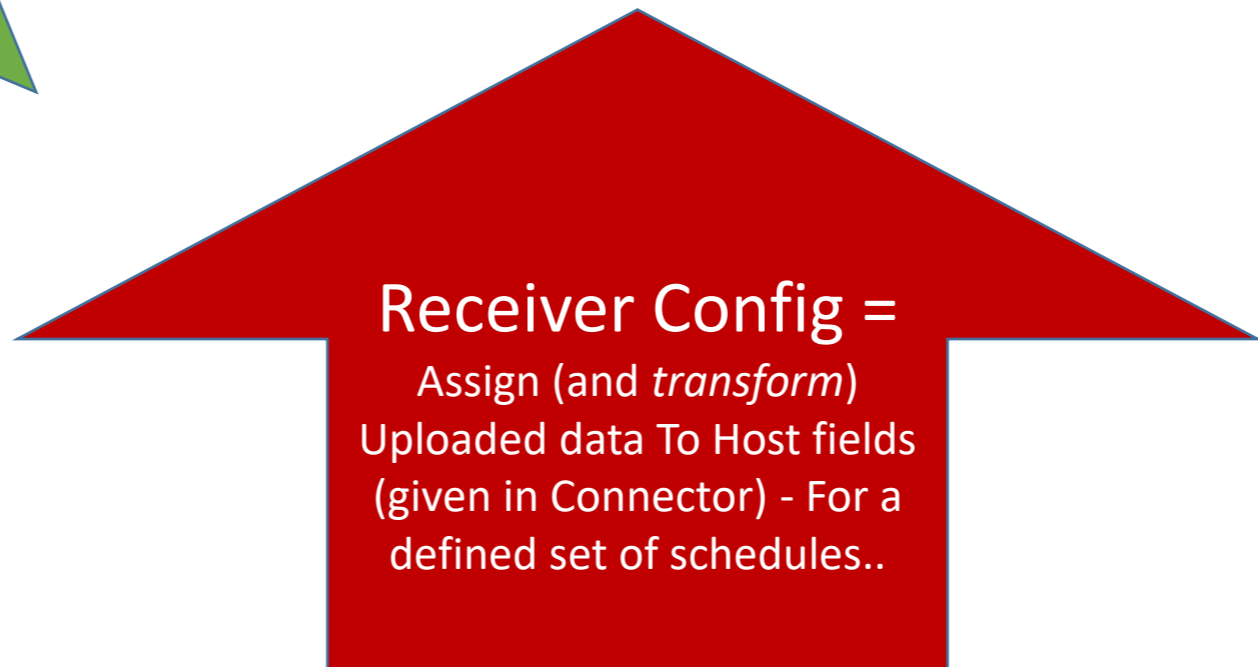 Receiver Config =
Assign (and transform)
Uploaded data To Host fields
(given in Connector) - For a
defined set of schedules..